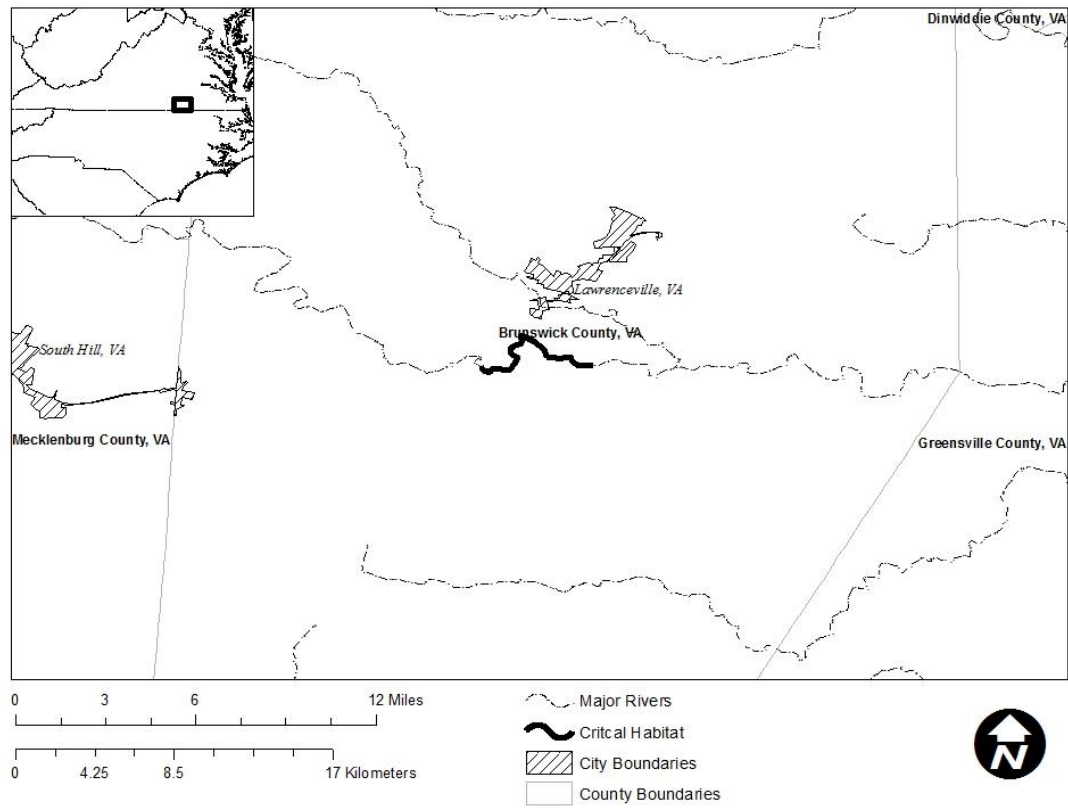 Dinwiddie County, VA
Lawrenceville, VA
Brunswick County, VA
South Hill, VA
Mecklenburg County, VA
Greensville County, VA
0 3 6 12 Miles
0 4.25 8.5 17 Kilometers
Major Rivers
Critcal Habitat
City Boundaries
County Boundaries
N